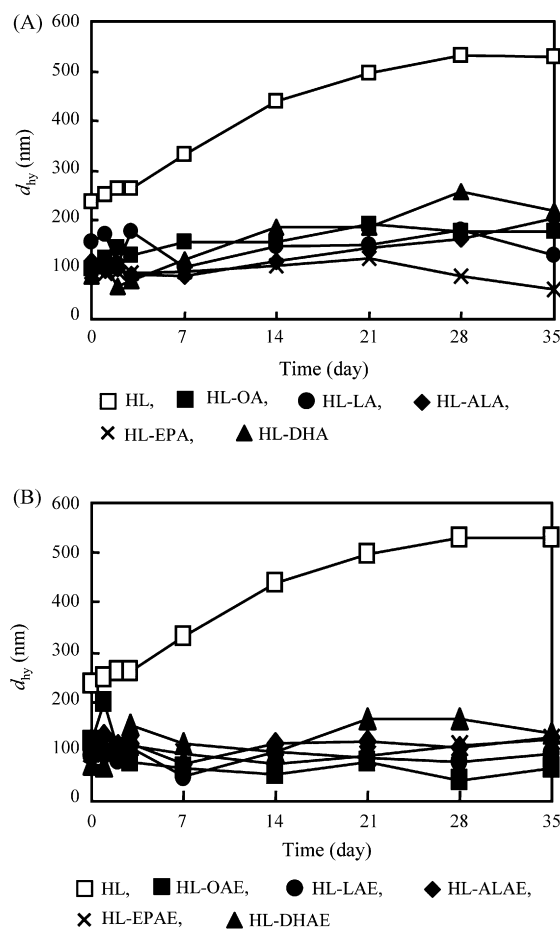 (A)
600
500
400
300
200
100
0
d_hy (nm)
0 7 14 21 28 35
Time (day)
HL, HL-OA, HL-LA, HL-ALA,
HL-EPA, HL-DHA
(B)
600
500
400
300
200
100
0
d_hy (nm)
0 7 14 21 28 35
Time (day)
HL, HL-OAE, HL-LAE, HL-ALAE,
HL-EPAE, HL-DHAE